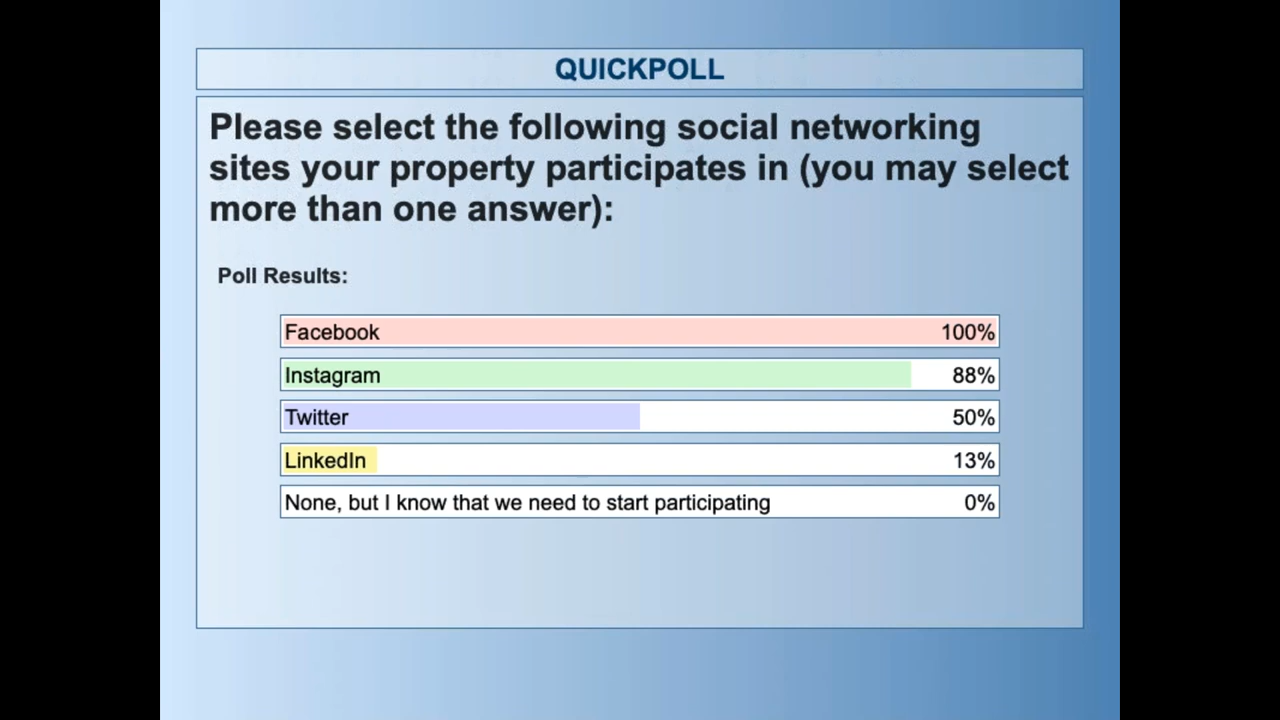 QUICKPOLL
Please select the following social networking
sites your property participates in (you may select
more than one answer):
Poll Results:
Facebook 100%
Instagram 88%
Twitter 50%
LinkedIn 13%
None, but I know that we need to start participating 0%